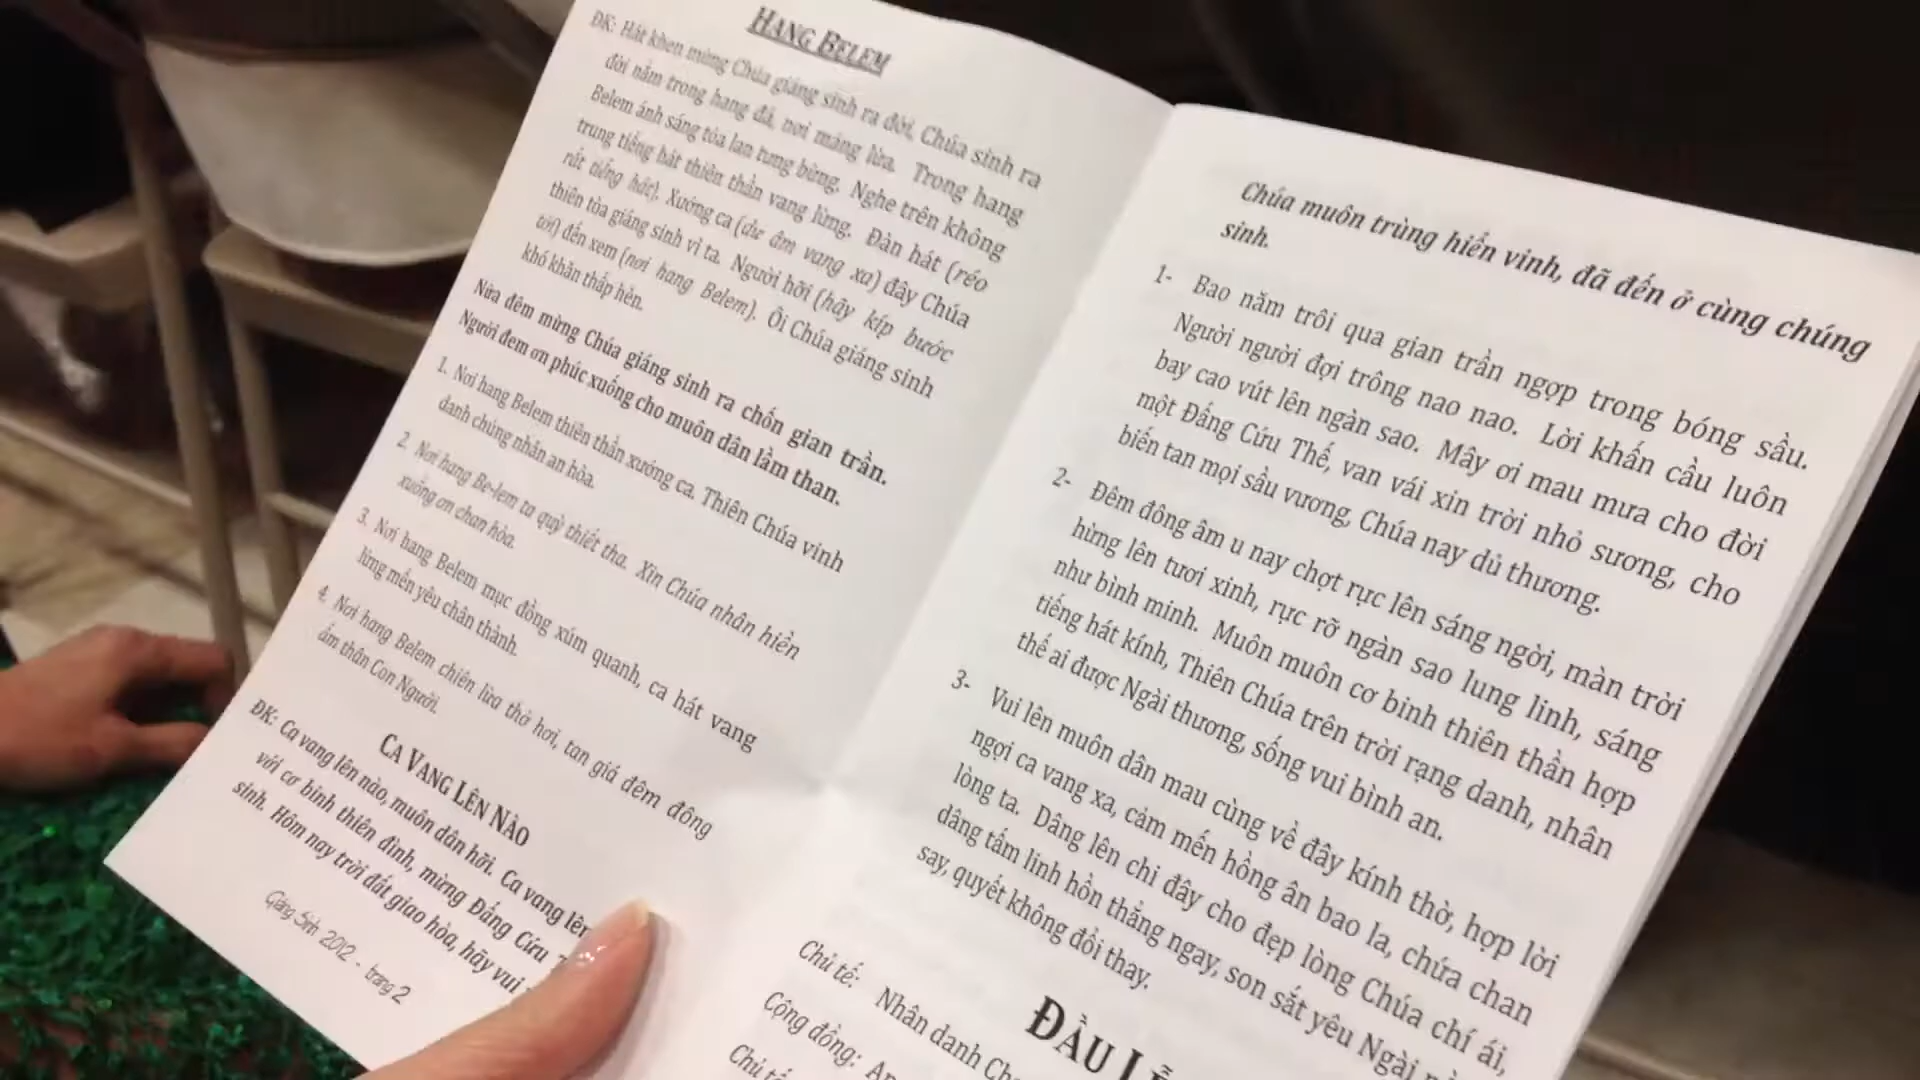 HANG BELEM
ĐK: Hát khen mừng Chúa giáng sinh ra đời, Chúa sinh ra
đời nằm trong hang đá, nơi máng lừa. Trong hang
Belem ánh sáng tỏa lan tưng bừng. Nghe trên không
trung tiếng hát thiên thần vang lừng. Đàn hát (réo
rắt tiếng hát). Xướng ca (dư âm vang xa) đây Chúa
thiên tòa giáng sinh vì ta. Người hỡi (hãy kíp bước
tới) đến xem (nơi hang Belem). Ôi Chúa giáng sinh
khó khăn thấp hèn.
Nửa đêm mừng Chúa giáng sinh ra chốn gian trần.
Người đem ơn phúc xuống cho muôn dân lầm than.
1. Nơi hang Belem thiên thần xướng ca. Thiên Chúa vinh
danh chúng nhân an hòa.
2. Nơi hang Be-lem ta quỳ thiết tha. Xin Chúa nhân hiền
xuống ơn chan hòa.
3. Nơi hang Belem mục đồng xúm quanh, ca hát vang
lừng mến yêu chân thành.
4. Nơi hang Belem chiên lừa thở hơi, tan giá đêm đông
ấm thân Con Người.
CA VANG LÊN NÀO
ĐK: Ca vang lên nào, muôn dân hỡi. Ca vang lên
với cơ binh thiên đình, mừng Đấng Cứu
sinh. Hôm nay trời đất giao hòa, hãy vui
Giáng Sinh 2012 - trang 2
Chúa muôn trùng hiển vinh, đã đến ở cùng chúng
sinh.
1- Bao năm trôi qua gian trần ngợp trong bóng sầu.
Người người đợi trông nao nao. Lời khấn cầu luôn
bay cao vút lên ngàn sao. Mây ơi mau mưa cho đời
một Đấng Cứu Thế, van vái xin trời nhỏ sương, cho
biến tan mọi sầu vương, Chúa nay dủ thương.
2- Đêm đông âm u nay chợt rực lên sáng ngời, màn trời
hừng lên tươi xinh, rực rỡ ngàn sao lung linh, sáng
như bình minh. Muôn muôn cơ binh thiên thần hợp
tiếng hát kính, Thiên Chúa trên trời rạng danh, nhân
thế ai được Ngài thương, sống vui bình an.
3- Vui lên muôn dân mau cùng về đây kính thờ, hợp lời
ngợi ca vang xa, cảm mến hồng ân bao la, chứa chan
lòng ta. Dâng lên chi đây cho đẹp lòng Chúa chí ái,
dâng tấm linh hồn thẳng ngay, son sắt yêu Ngài
say, quyết không đổi thay.
ĐẦU LỄ
Chủ tế: Nhân danh
Cộng đồng:
Chủ tế